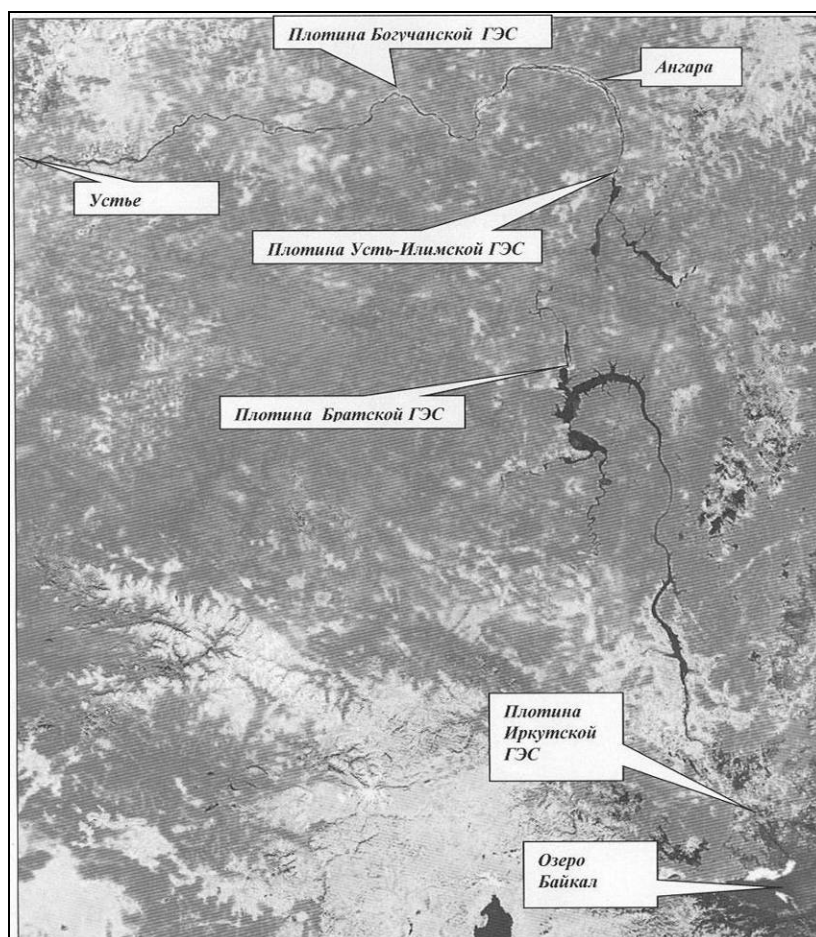 Плотина Богучанской ГЭС
Ангара
Устье
Плотина Усть-Илимской ГЭС
Плотина Братской ГЭС
Плотина
Иркутской
ГЭС
Озеро
Байкал